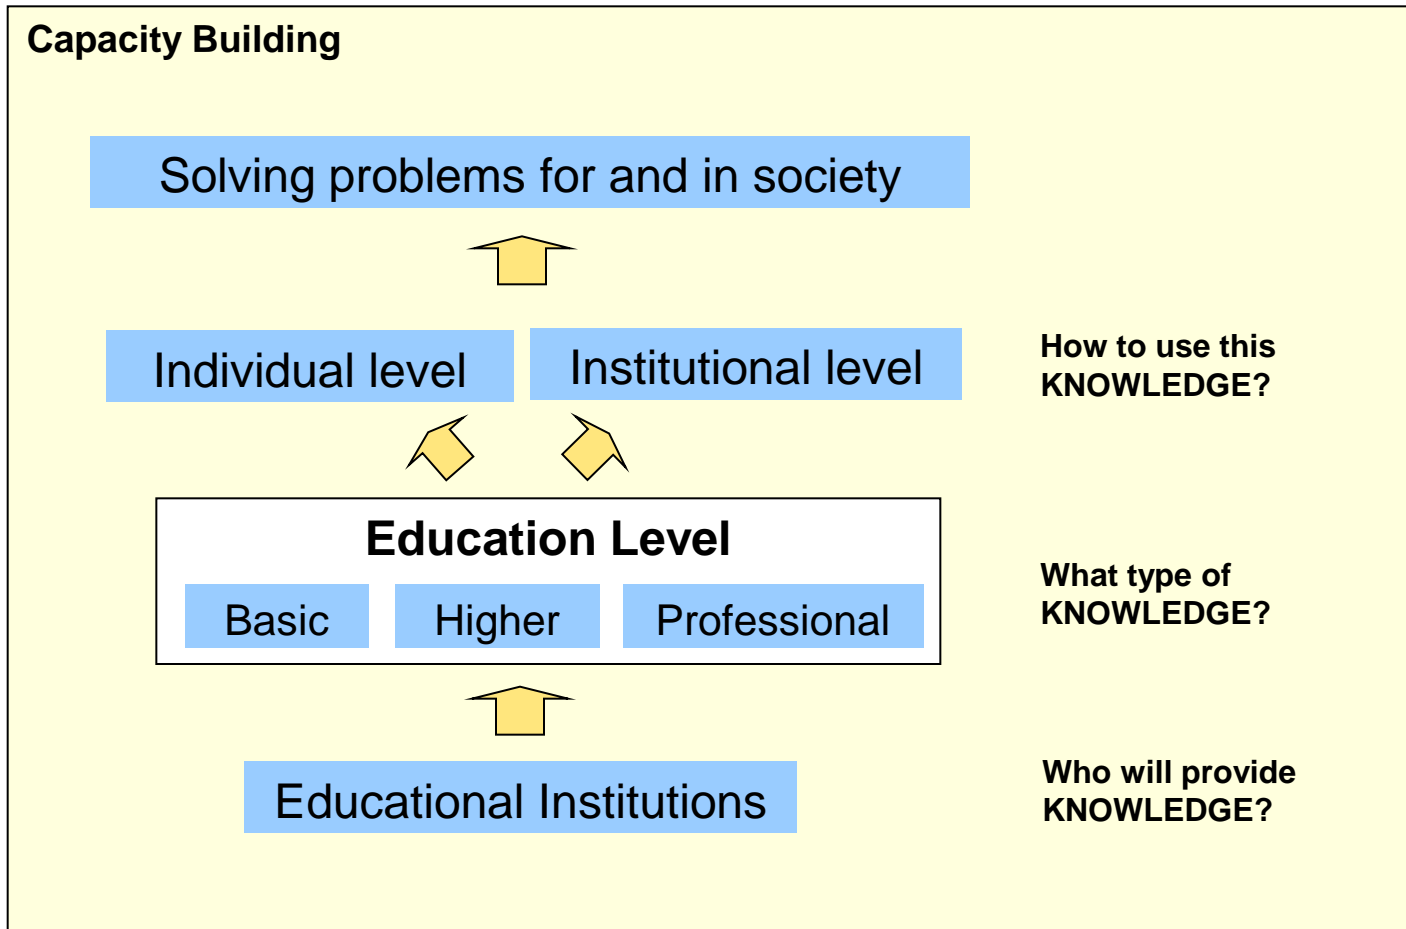 Capacity Building
Solving problems for and in society
Individual level
Institutional level
How to use this
KNOWLEDGE?
Education Level
Basic
Higher
Professional
What type of
KNOWLEDGE?
Educational Institutions
Who will provide
KNOWLEDGE?